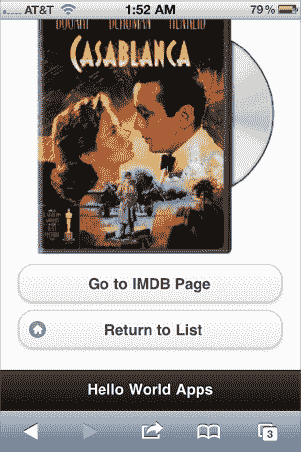 AT&T 1:52 AM 79%
BOGART BERGMAN HENREID
CASABLANCA
Go to IMDB Page
Return to List
Hello World Apps
3